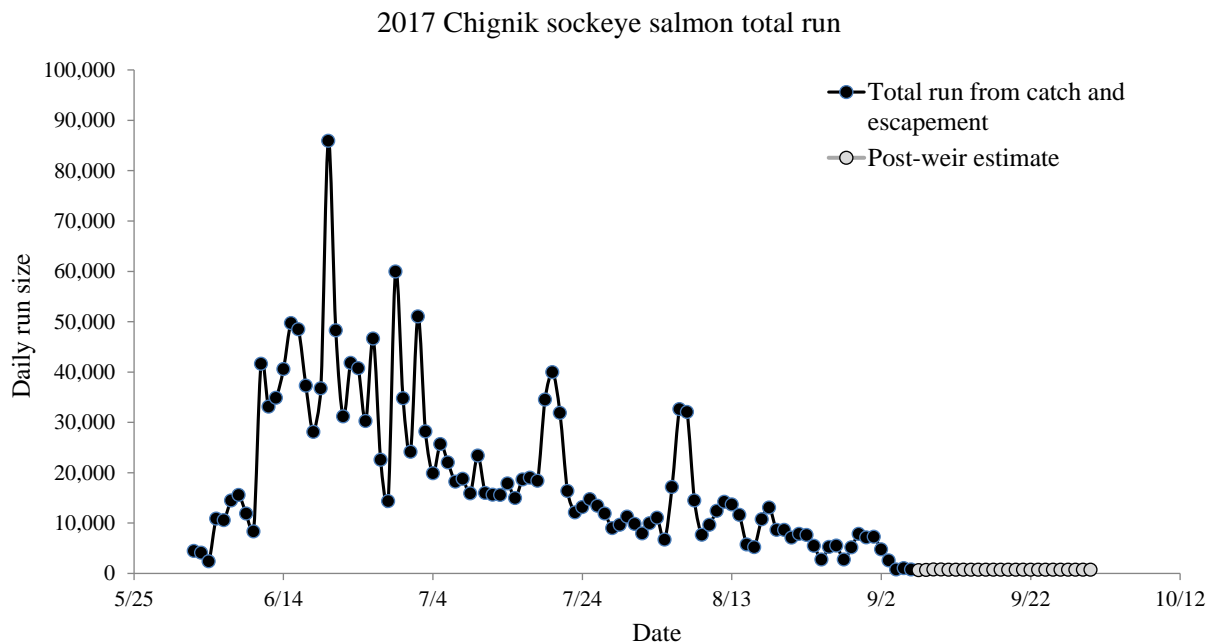 2017 Chignik sockeye salmon total run
100,000
90,000
80,000
70,000
60,000
50,000
40,000
30,000
20,000
10,000
0
Daily run size
Total run from catch and
escapement
Post-weir estimate
5/25 6/14 7/4 7/24 8/13 9/2 9/22 10/12
Date